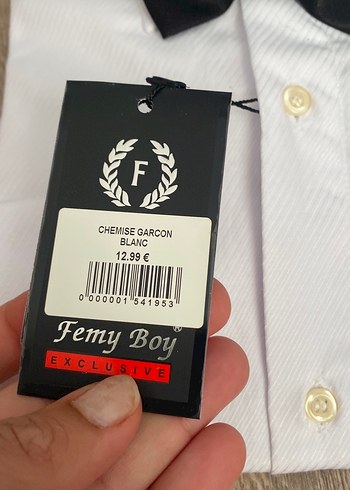 F
CHEMISE GARCON
BLANC
12.99 €
0 000001 541953
Femy Boy®
EXCLUSIVE